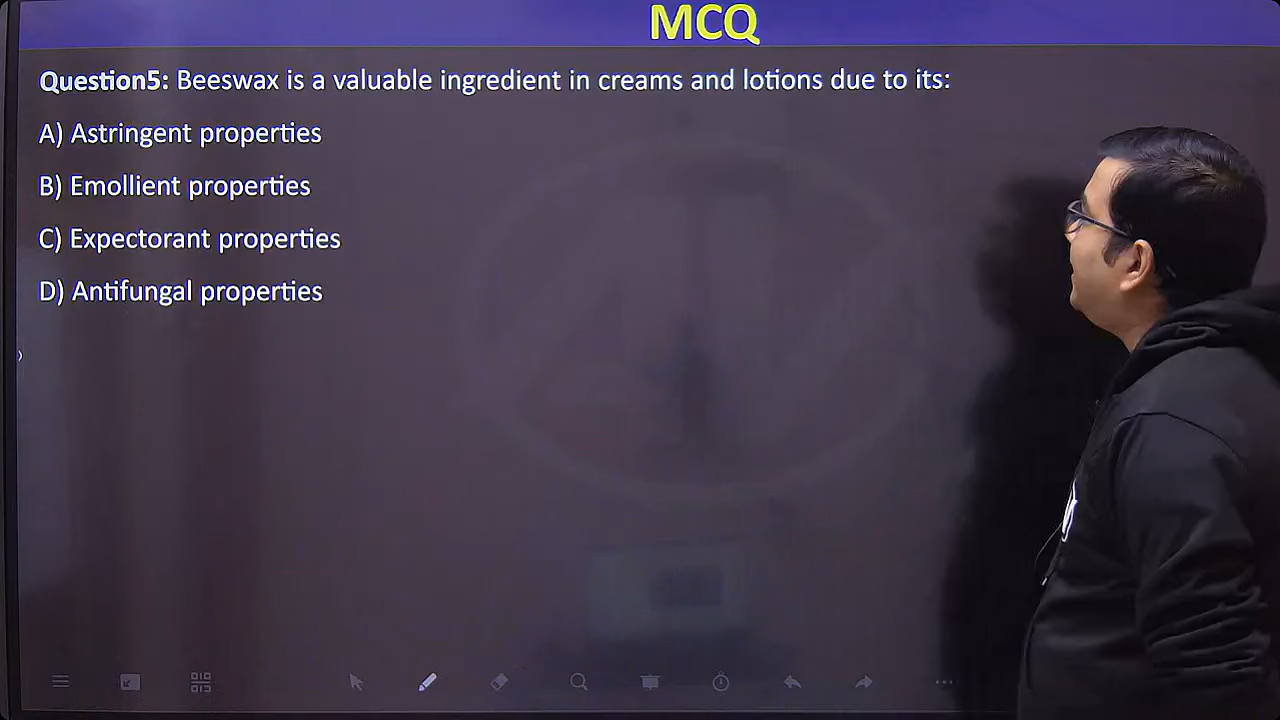 MCQ
Question5: Beeswax is a valuable ingredient in creams and lotions due to its:
A) Astringent properties
B) Emollient properties
C) Expectorant properties
D) Antifungal properties